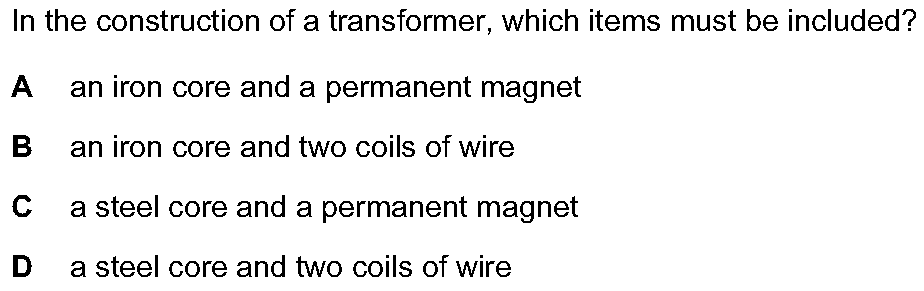 In the construction of a transformer, which items must be included?
A an iron core and a permanent magnet
B an iron core and two coils of wire
C a steel core and a permanent magnet
D a steel core and two coils of wire